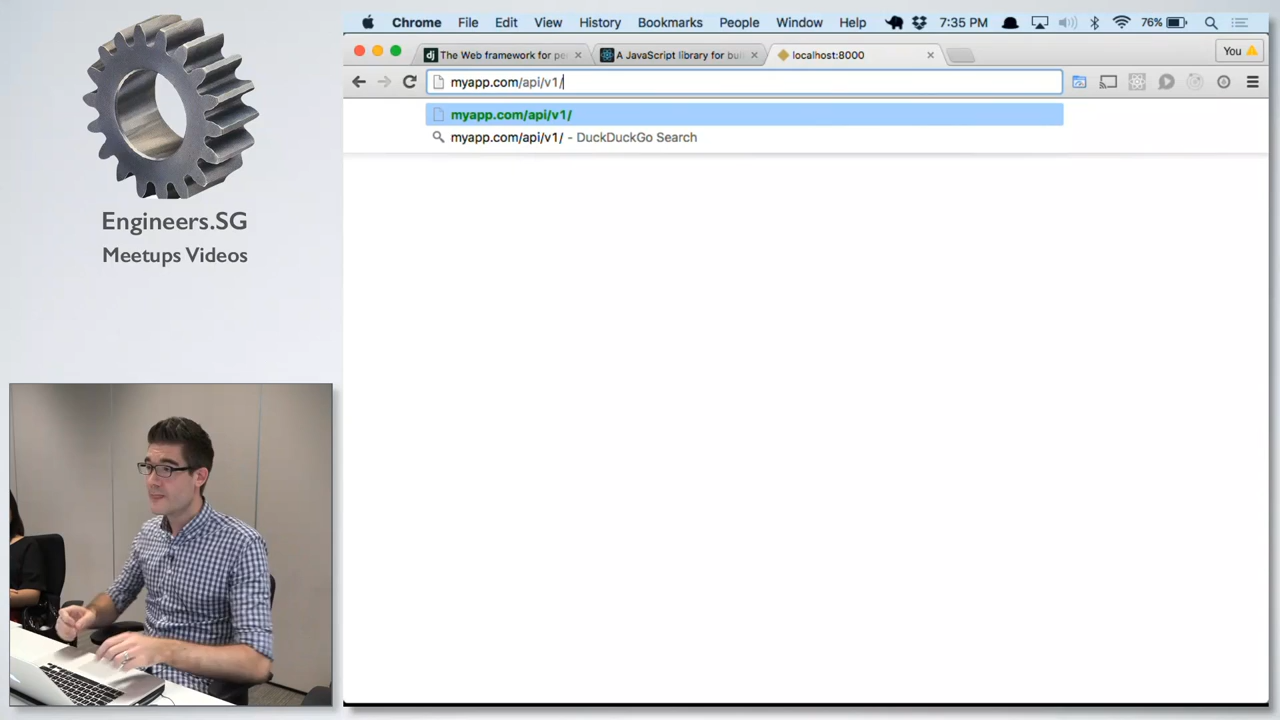 Engineers.SG
Meetups Videos
Chrome File Edit View History Bookmarks People Window Help 7:35 PM 76%
dj The Web framework for pe
A JavaScript library for bui
localhost:8000
You
myapp.com/api/v1/
myapp.com/api/v1/
myapp.com/api/v1/ - DuckDuckGo Search